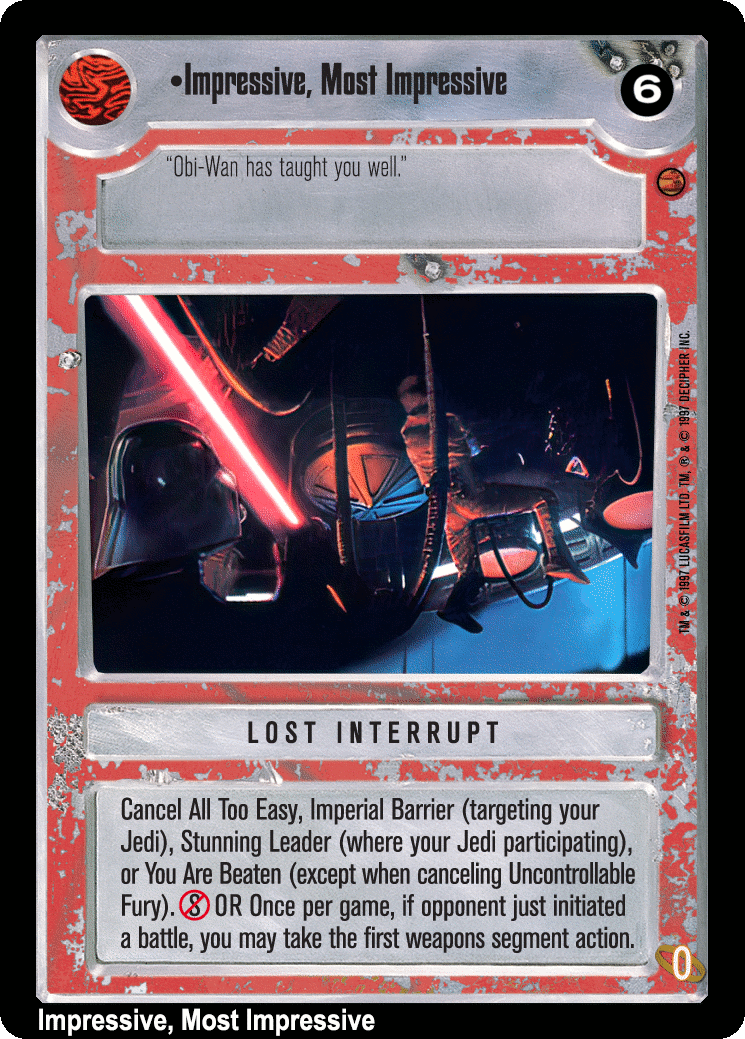 •Impressive, Most Impressive
6
“Obi-Wan has taught you well.”
TM & © 1997 LUCASFILM LTD. TM, ® & © 1997 DECIPHER INC.
LOST INTERRUPT
Cancel All Too Easy, Imperial Barrier (targeting your
Jedi), Stunning Leader (where your Jedi participating),
or You Are Beaten (except when canceling Uncontrollable
Fury). OR Once per game, if opponent just initiated
a battle, you may take the first weapons segment action.
0
Impressive, Most Impressive